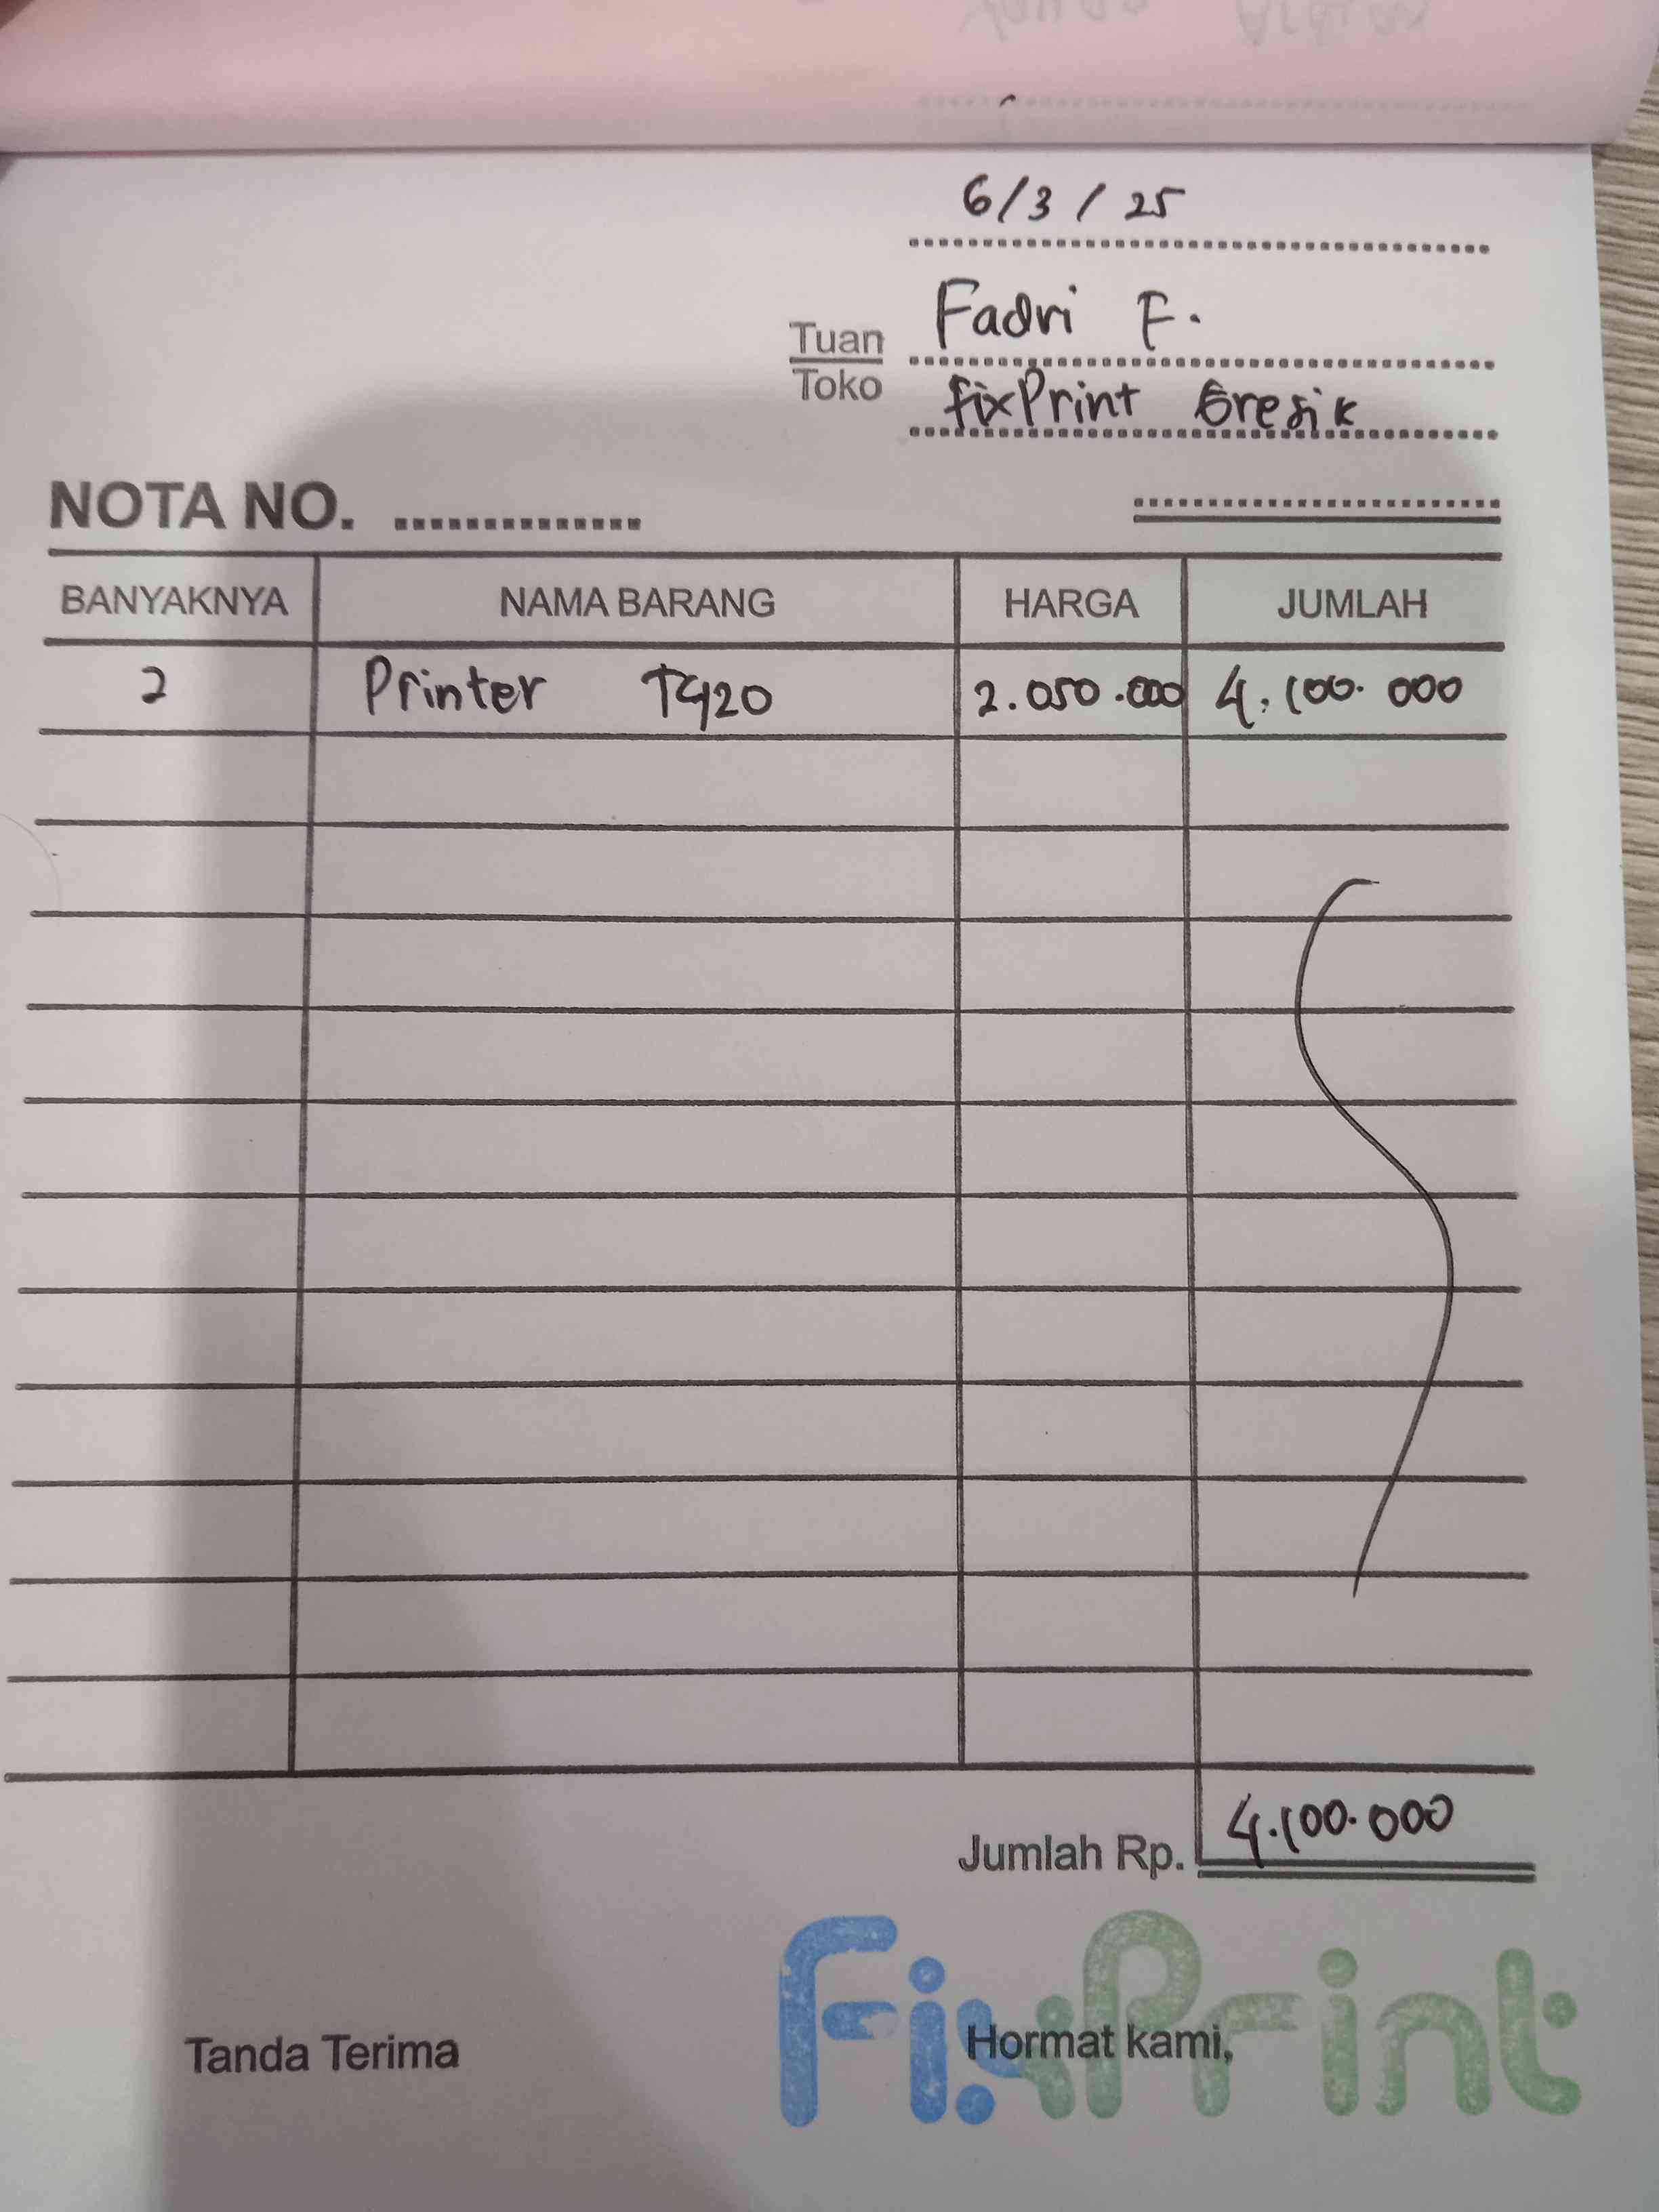 6/3/25
Tuan Fadri F.
Toko FixPrint Gresik
NOTA NO. ..............
BANYAKNYA NAMA BARANG HARGA JUMLAH
2 Printer T420 2.050.000 4.100.000
Jumlah Rp. 4.100.000
FixPrint
Tanda Terima Hormat kami,